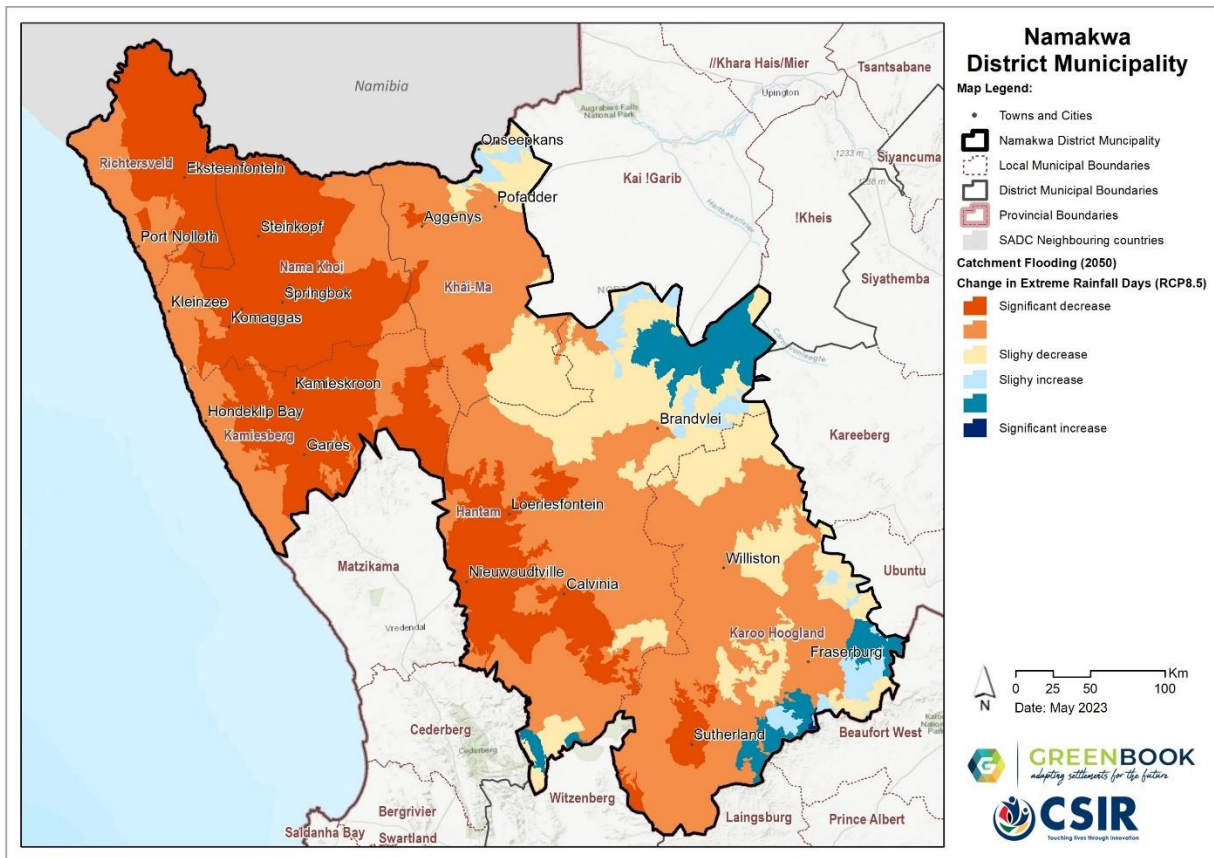 Namakwa
District Municipality
Map Legend:
Towns and Cities
Namakwa District Muncipality
Local Municipal Boundaries
District Municipal Boundaries
Provincial Boundaries
SADC Neighbouring countries
Catchment Flooding (2050)
Change in Extreme Rainfall Days (RCP8.5)
Significant decrease
Slighy decrease
Slighy increase
Significant increase
Km
0 25 50 100
N
Date: May 2023
G
GREENBOOK
adapting settlements for the future
CSIR
Touching lives through innovation
Namibia
//Khara Hais/Mier
Tsantsabane
Upington
Augrabies Falls
National Park
Onseepkans
1233 m
Siyancuma
Richtersveld
Eksteenfontein
Kai !Garib
1238 m
Pofadder
!Kheis
Aggenys
Hartbeesrivier
Steinkopf
Port Nolloth
Nama Khoi
Siyathemba
Khâi-Ma
Kleinzee
Springbok
Komaggas
Kamieskroon
Hondeklip Bay
Brandvlei
Kamiesberg
Kareeberg
Garies
Loeriesfontein
Hantam
Matzikama
Williston
Ubuntu
Nieuwoudtville
Calvinia
Vredendal
Karoo Hoogland
Fraserburg
Cederberg
Beaufort West
Cederberg
Sutherland
Witzenberg
Laingsburg
Bergrivier
Prince Albert
Saldanha Bay
Swartland